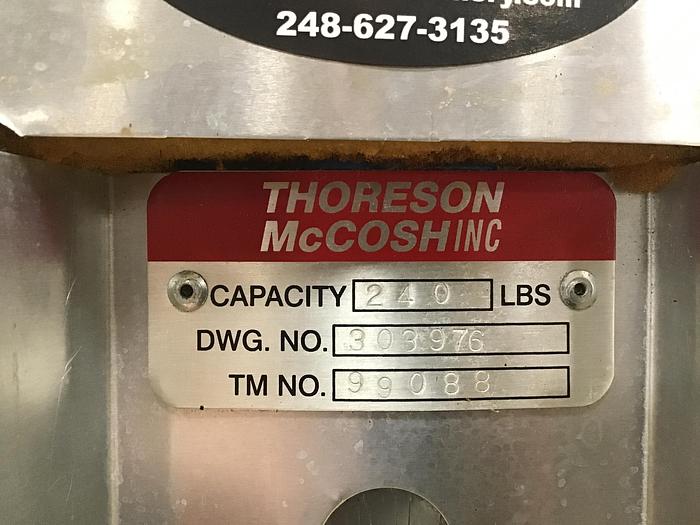 248-627-3135
THORESON
McCOSH INC
CAPACITY 240 LBS
DWG. NO. 303976
TM NO. 99088